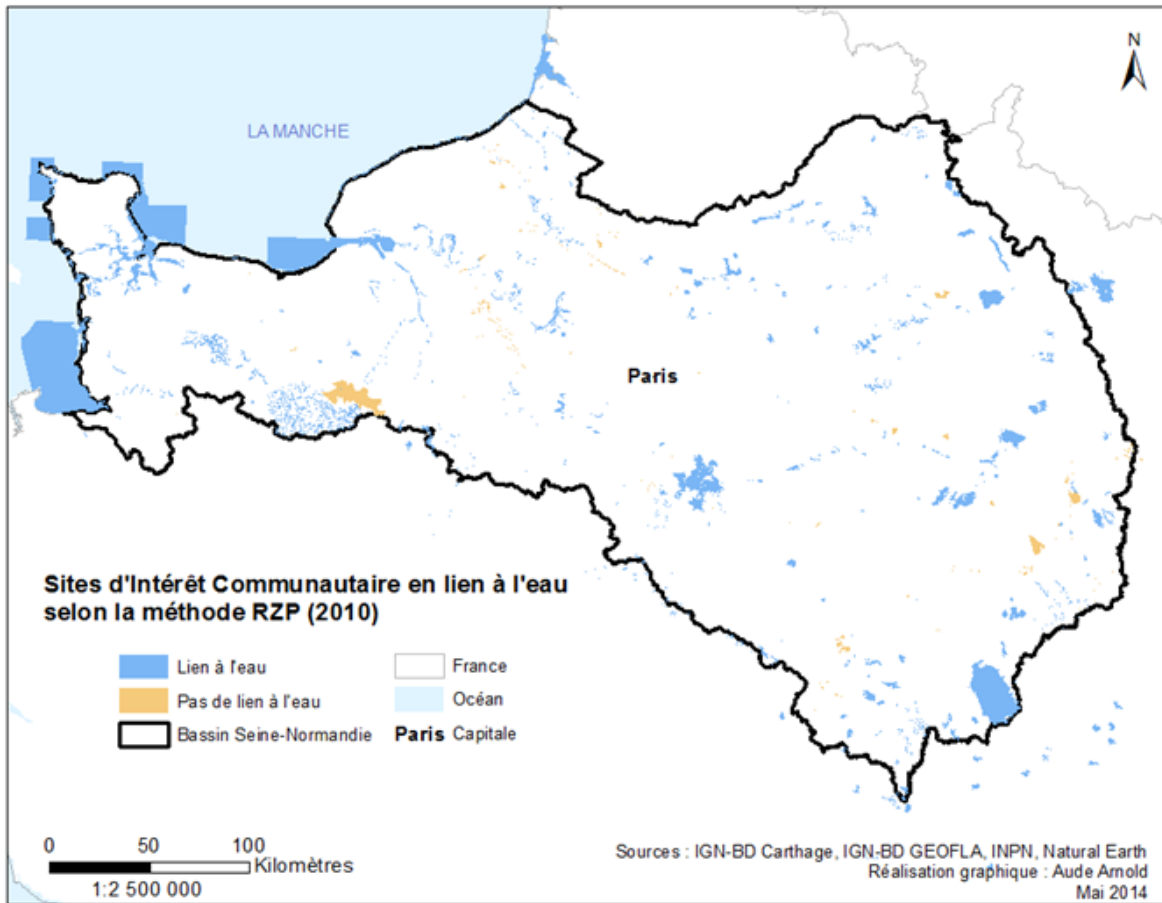 N
LA MANCHE
Paris
Sites d'Intérêt Communautaire en lien à l'eau
selon la méthode RZP (2010)
Lien à l'eau
France
Pas de lien à l'eau
Océan
Bassin Seine-Normandie
Paris Capitale
0 50 100
Kilomètres
1:2 500 000
Sources : IGN-BD Carthage, IGN-BD GEOFLA, INPN, Natural Earth
Réalisation graphique : Aude Arnold
Mai 2014